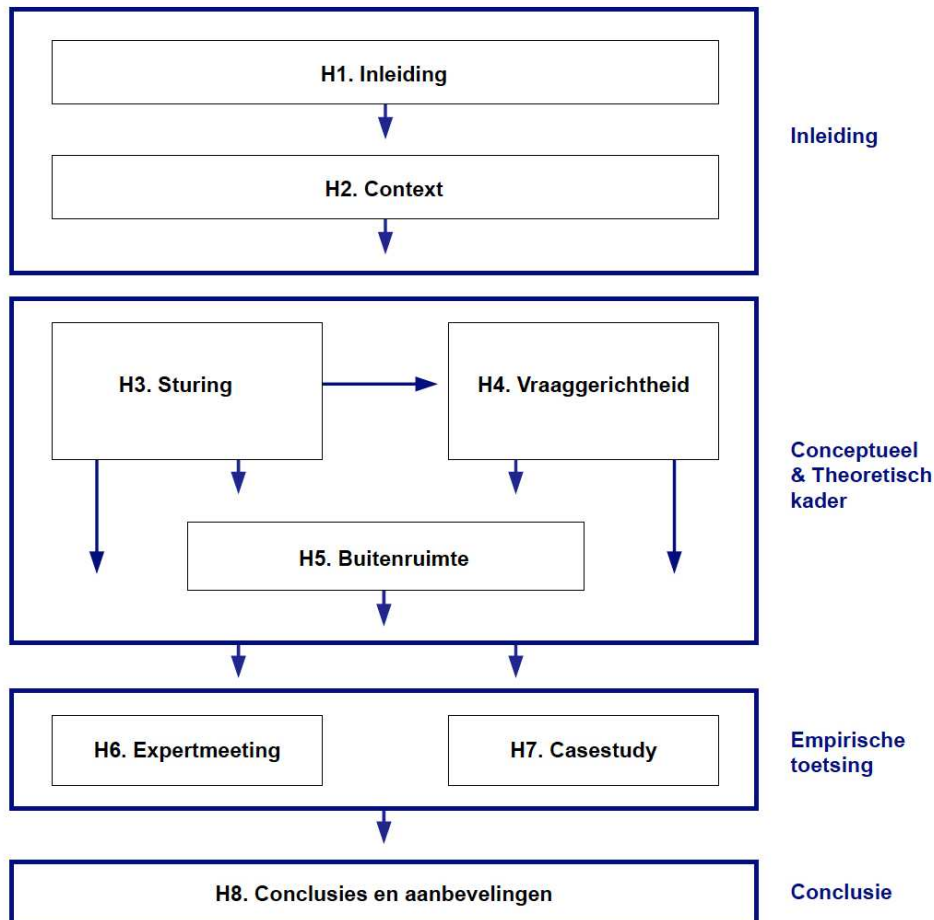 H1. Inleiding
Inleiding
H2. Context
H3. Sturing
H4. Vraaggerichtheid
Conceptueel
& Theoretisch
kader
H5. Buitenruimte
H6. Expertmeeting
H7. Casestudy
Empirische
toetsing
H8. Conclusies en aanbevelingen
Conclusie